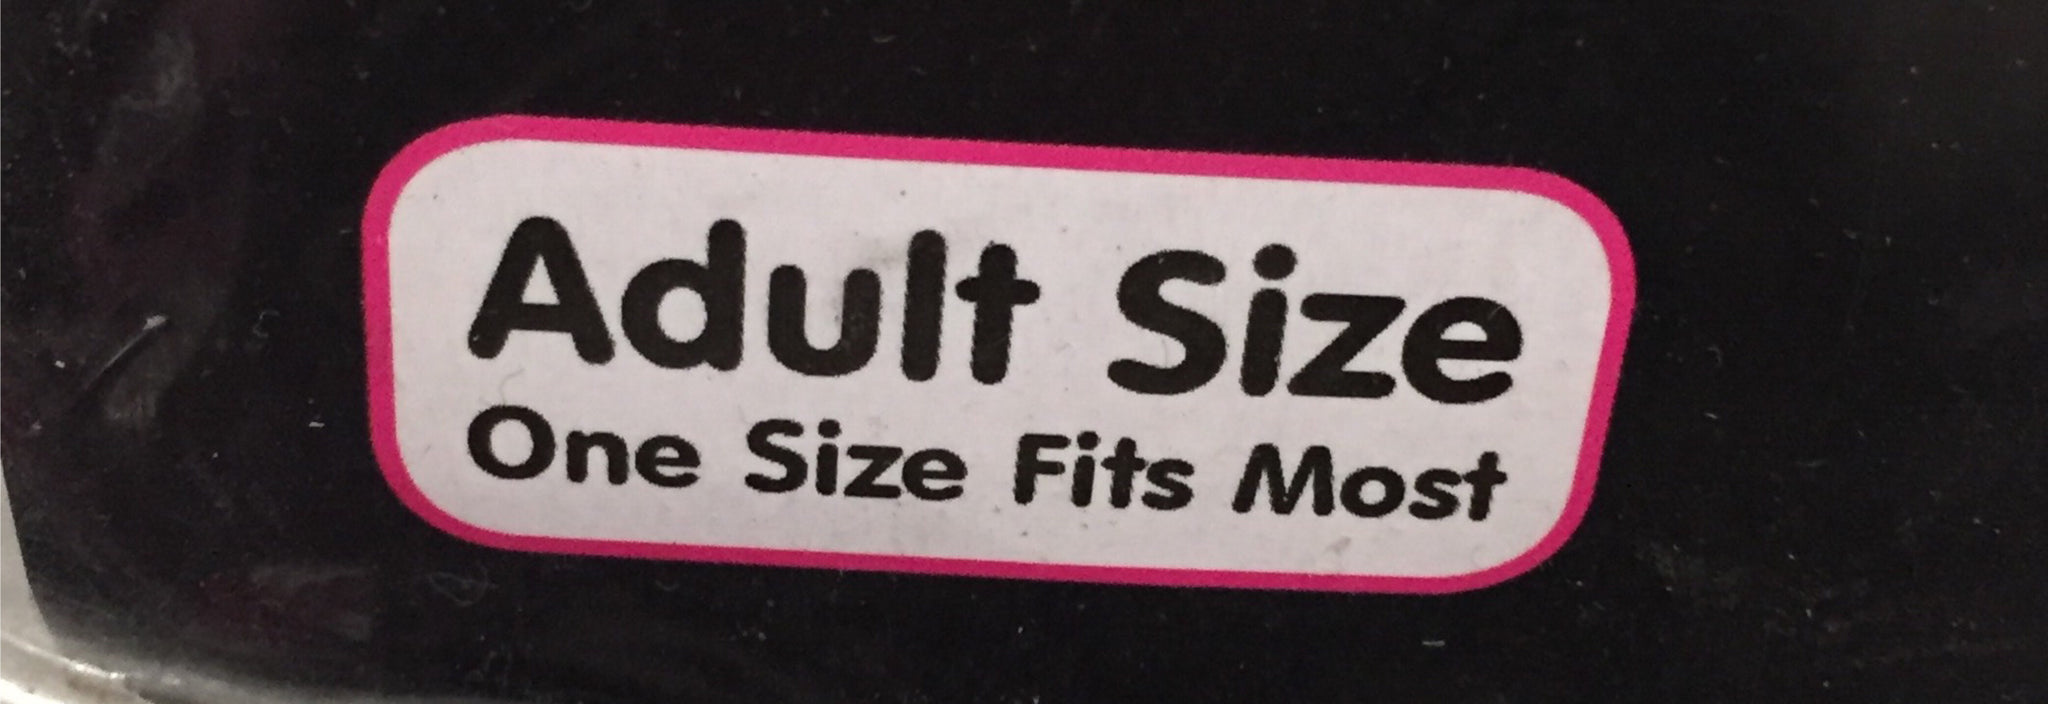 Adult Size
One Size Fits Most